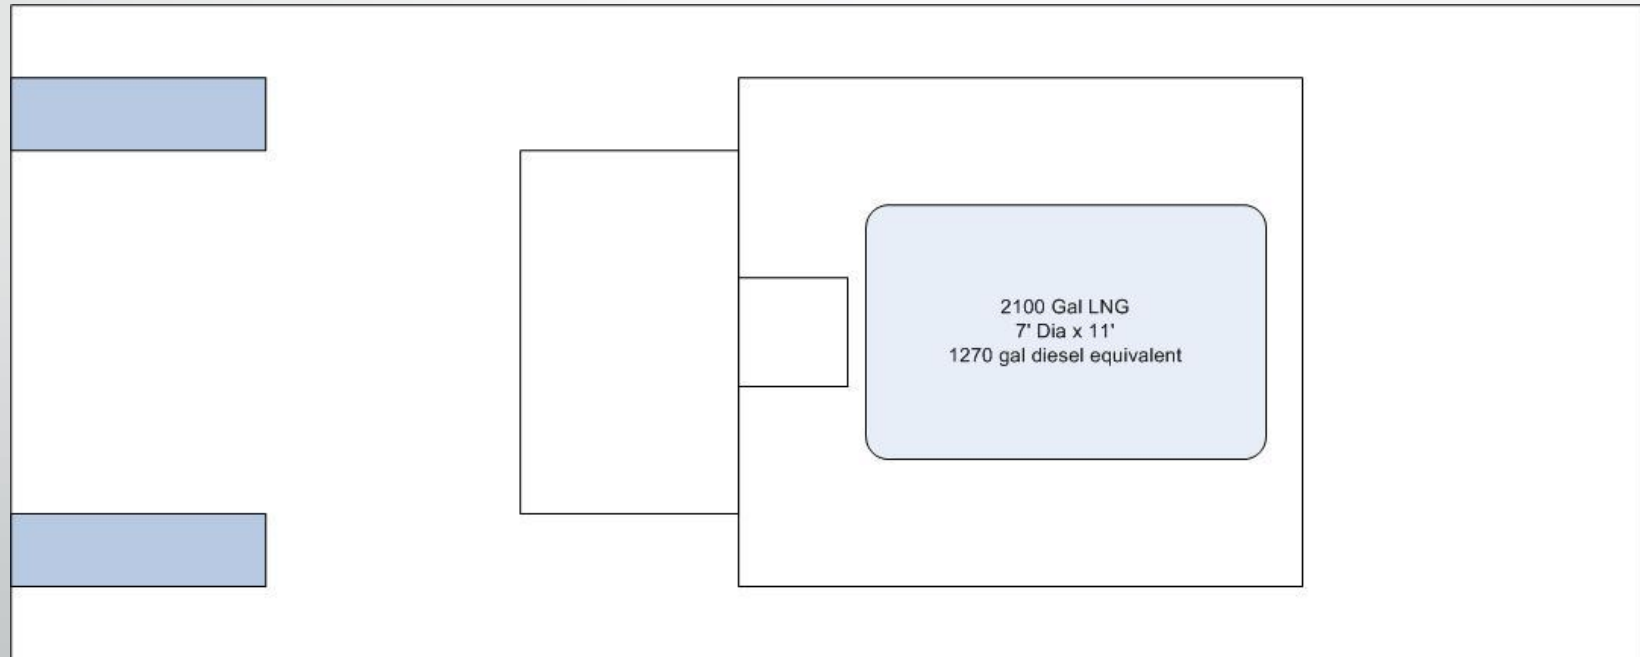 2100 Gal LNG
7' Dia x 11'
1270 gal diesel equivalent